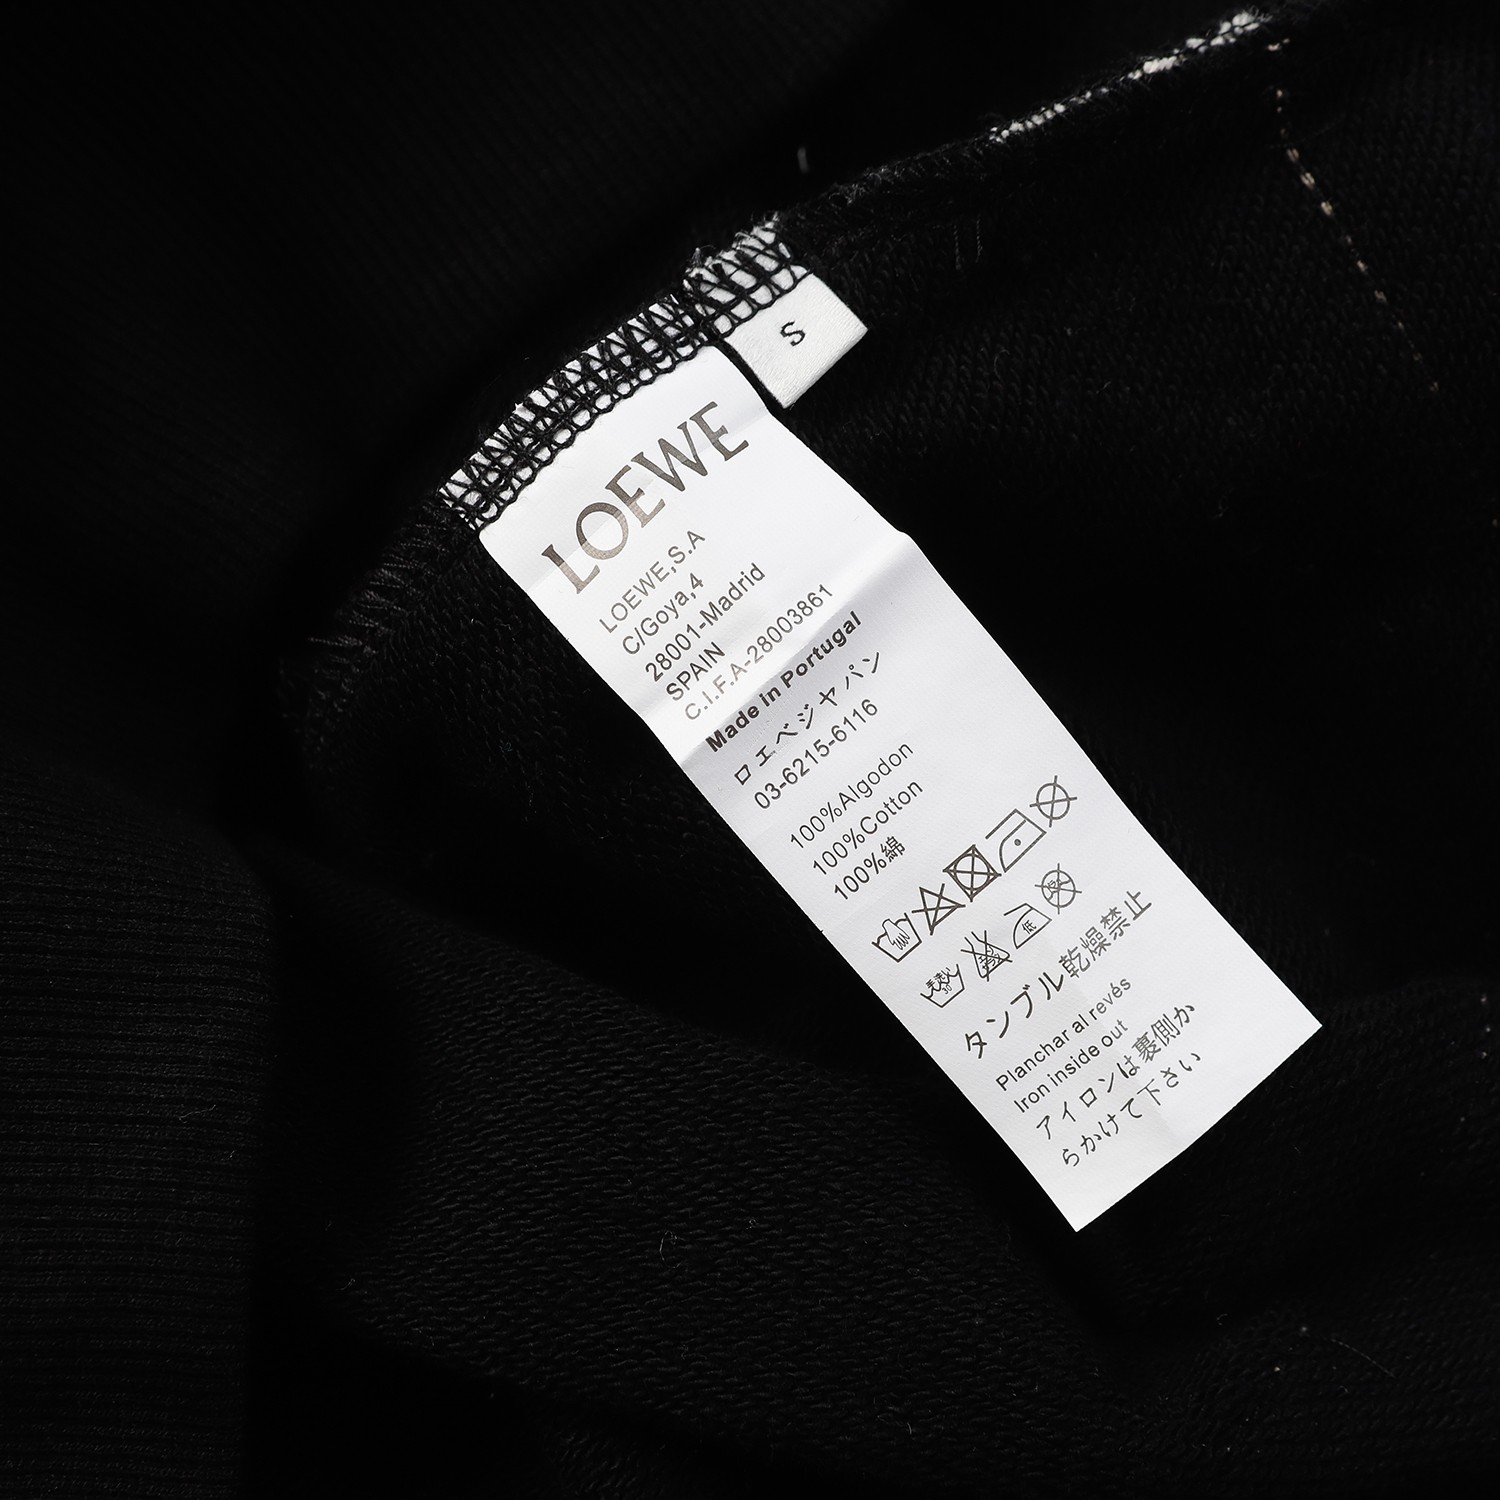 S
LOEWE
LOEWE,S.A
C/Goya,4
28001-Madrid
SPAIN
C.I.F.A-28003861
Made in Portugal
ロエベジャパン
03-6215-6116
100%Algodon
100%Cotton
100%綿
低
タンブル乾燥禁止
Planchar al revés
Iron inside out
アイロンは裏側か
らかけて下さい